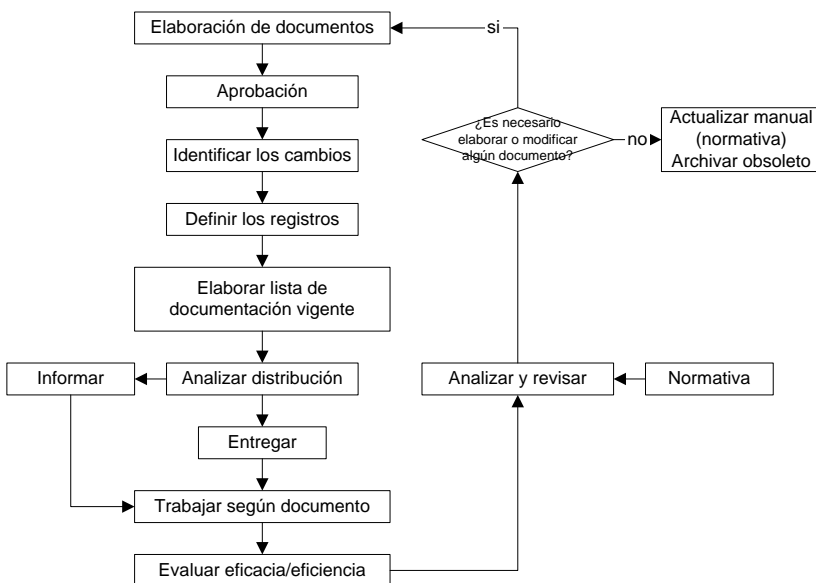 Elaboración de documentos
si
Aprobación
¿Es necesario
elaborar o modificar
algún documento?
no
Actualizar manual
(normativa)
Archivar obsoleto
Identificar los cambios
Definir los registros
Elaborar lista de
documentación vigente
Informar
Analizar distribución
Analizar y revisar
Normativa
Entregar
Trabajar según documento
Evaluar eficacia/eficiencia